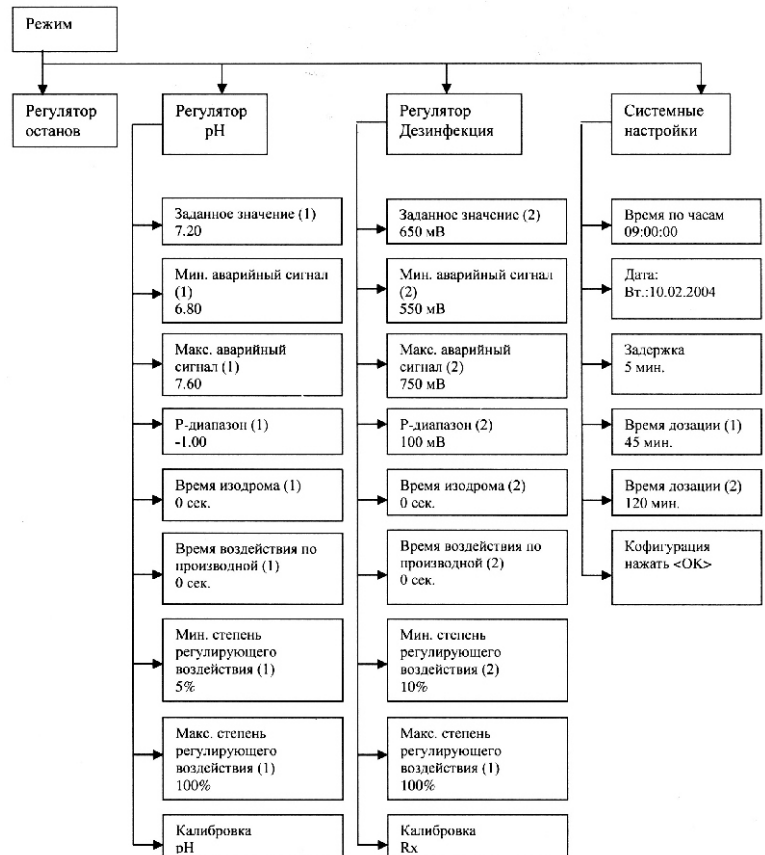 Режим
Регулятор
останов
Регулятор
pH
Регулятор
Дезинфекция
Системные
настройки
Заданное значение (1)
7.20
Мин. аварийный сигнал
(1)
6.80
Макс. аварийный
сигнал (1)
7.60
Р-диапазон (1)
-1.00
Время изодрома (1)
0 сек.
Время воздействия по
производной (1)
0 сек.
Мин. степень
регулирующего
воздействия (1)
5%
Макс. степень
регулирующего
воздействия (1)
100%
Калибровка
pH
Заданное значение (2)
650 мВ
Мин. аварийный сигнал
(2)
550 мВ
Макс. аварийный
сигнал (2)
750 мВ
Р-диапазон (2)
100 мВ
Время изодрома (2)
0 сек.
Время воздействия по
производной (2)
0 сек.
Мин. степень
регулирующего
воздействия (2)
10%
Макс. степень
регулирующего
воздействия (1)
100%
Калибровка
Rx
Время по часам
09:00:00
Дата:
Вт.:10.02.2004
Задержка
5 мин.
Время дозации (1)
45 мин.
Время дозации (2)
120 мин.
Кофигурация
нажать <ОК>